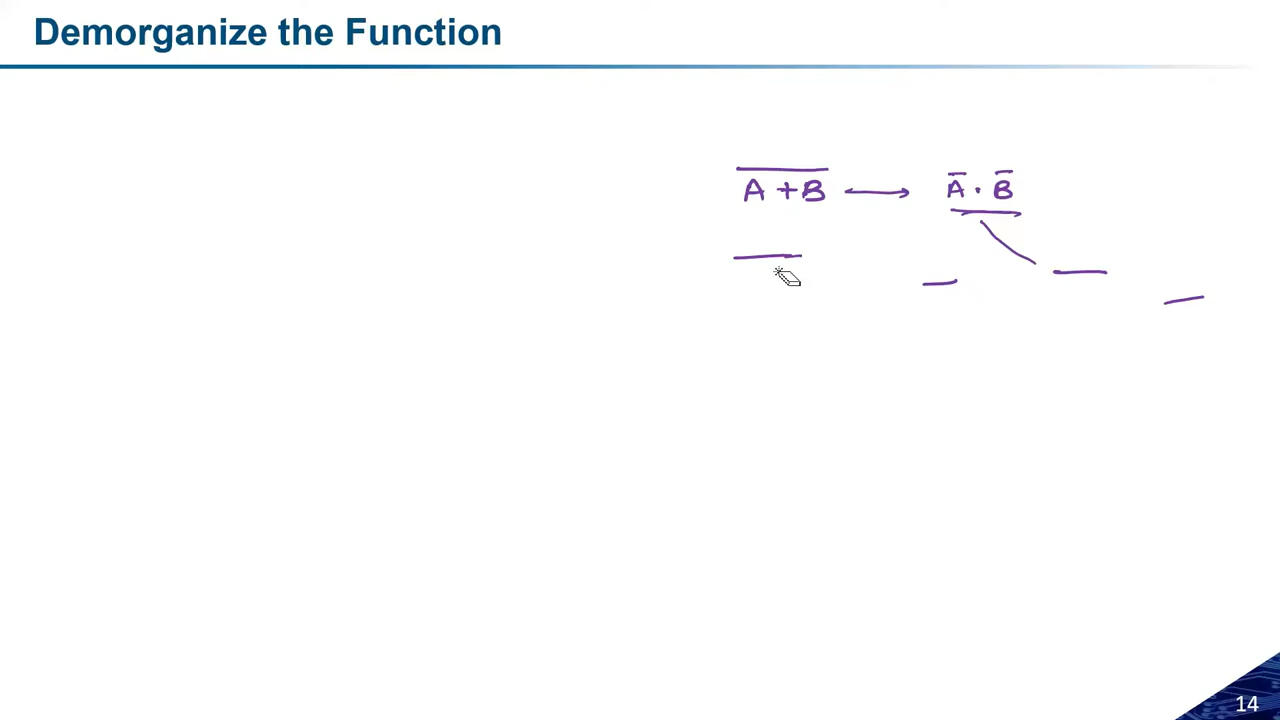 Demorganize the Function
A̅ ̅+̅ ̅B̅ ⟷ A̅ · B̅
14